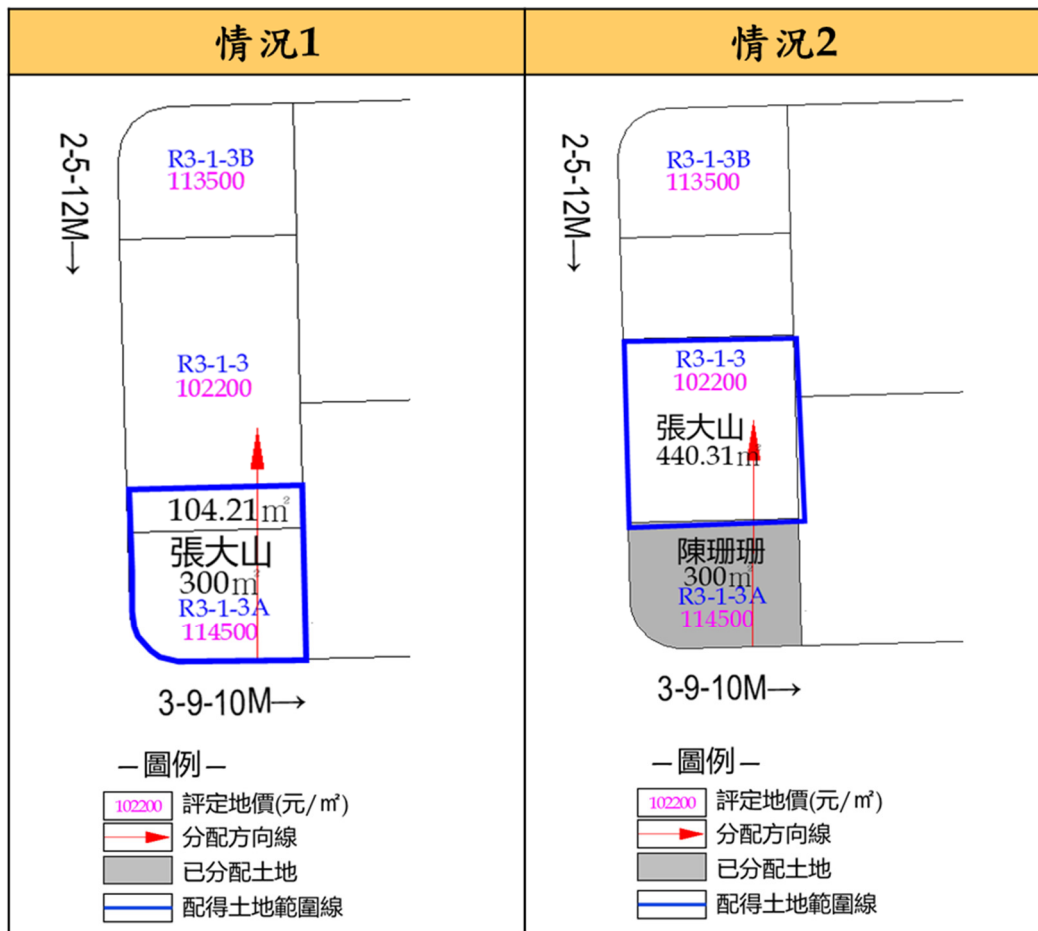 情況1
2-5-12M→
R3-1-3B
113500
R3-1-3
102200
104.21㎡
張大山
300㎡
R3-1-3A
114500
3-9-10M→
—圖例—
102200 評定地價(元/㎡)
分配方向線
已分配土地
配得土地範圍線
情況2
2-5-12M→
R3-1-3B
113500
R3-1-3
102200
張大山
440.31㎡
陳珊珊
300㎡
R3-1-3A
114500
3-9-10M→
—圖例—
102200 評定地價(元/㎡)
分配方向線
已分配土地
配得土地範圍線